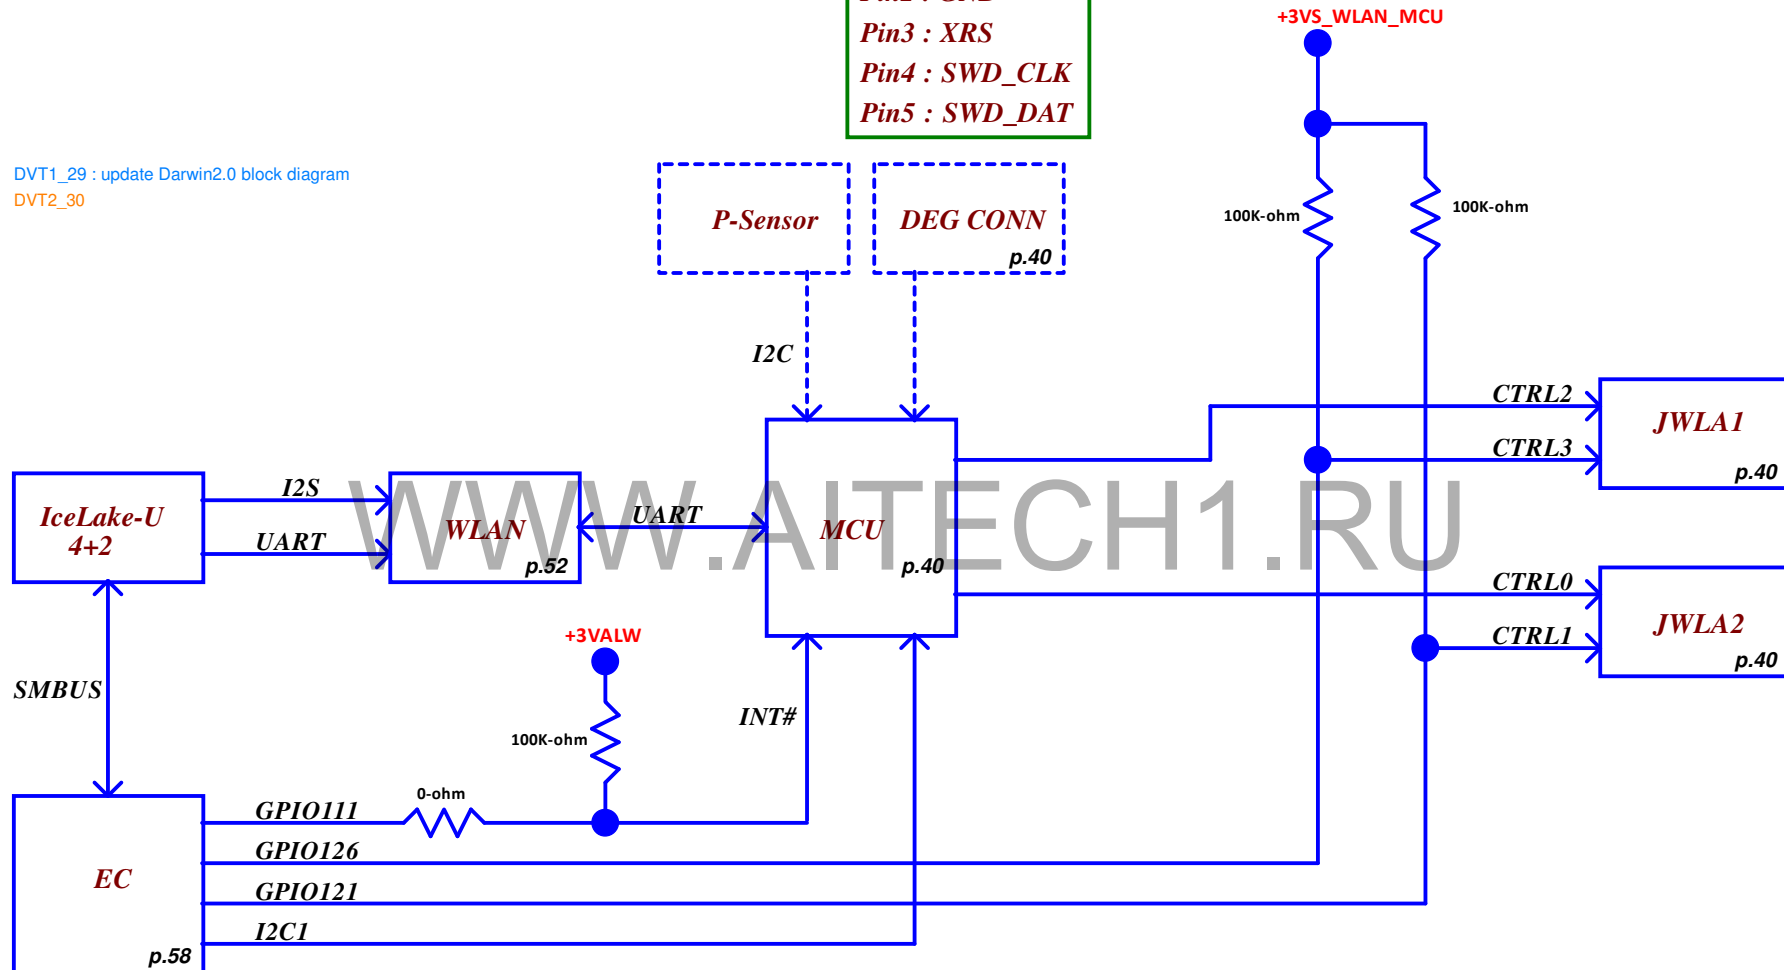 Pin3 : XRS
Pin4 : SWD_CLK
Pin5 : SWD_DAT
+3VS_WLAN_MCU
DVT1_29 : update Darwin2.0 block diagram
DVT2_30
P-Sensor
DEG CONN
p.40
100K-ohm
100K-ohm
I2C
CTRL2
CTRL3
JWLA1
p.40
IceLake-U
4+2
I2S
UART
WLAN
p.52
UART
MCU
p.40
WWW.AITECH1.RU
CTRL0
CTRL1
JWLA2
p.40
SMBUS
+3VALW
100K-ohm
INT#
0-ohm
GPIO111
GPIO126
GPIO121
I2C1
EC
p.58